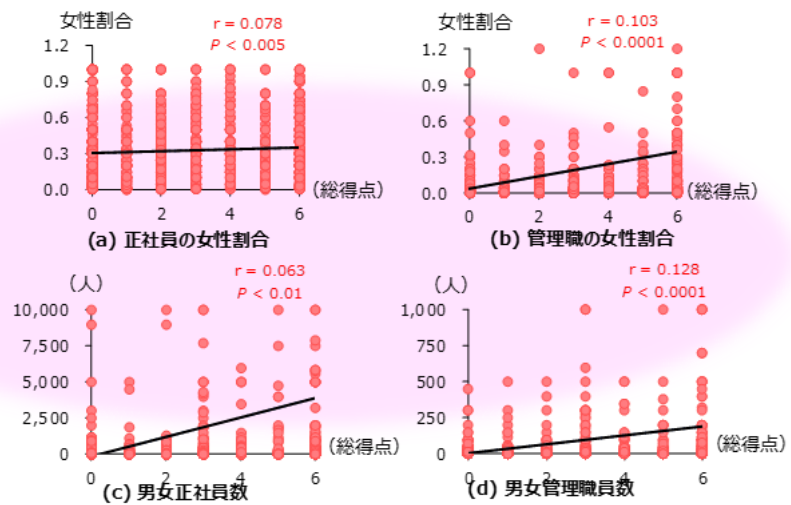 女性割合
r = 0.078
P < 0.005
1.2
0.9
0.6
0.3
0.0
0 2 4 6
(総得点)
(a) 正社員の女性割合
女性割合
r = 0.103
P < 0.0001
1.2
0.9
0.6
0.3
0.0
0 2 4 6
(総得点)
(b) 管理職の女性割合
(人)
r = 0.063
P < 0.01
10,000
7,500
5,000
2,500
0
0 2 4 6
(総得点)
(c) 男女正社員数
(人)
r = 0.128
P < 0.0001
1,000
750
500
250
0
0 2 4 6
(総得点)
(d) 男女管理職員数